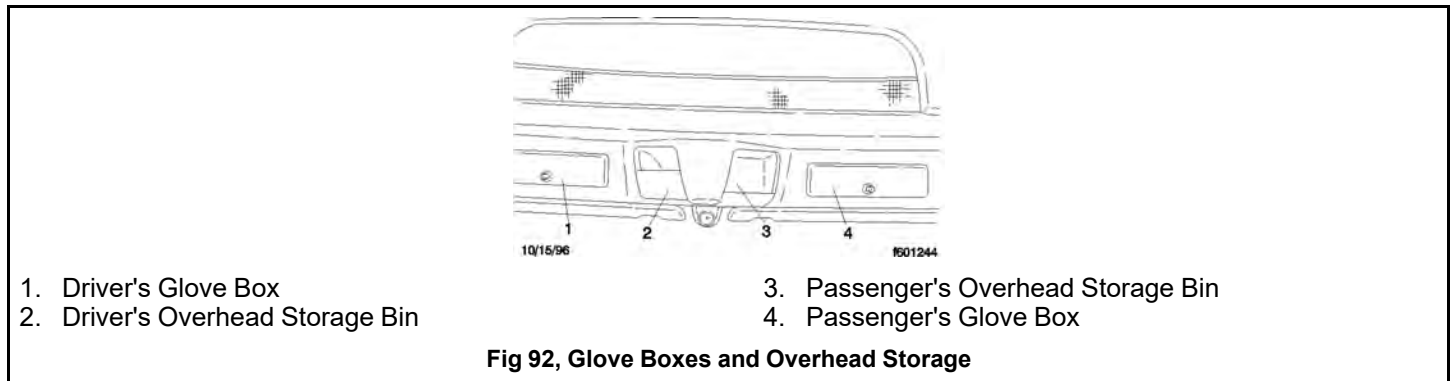 1 2 3 4
10/15/96 f601244
1. Driver's Glove Box
2. Driver's Overhead Storage Bin
3. Passenger's Overhead Storage Bin
4. Passenger's Glove Box
Fig 92, Glove Boxes and Overhead Storage